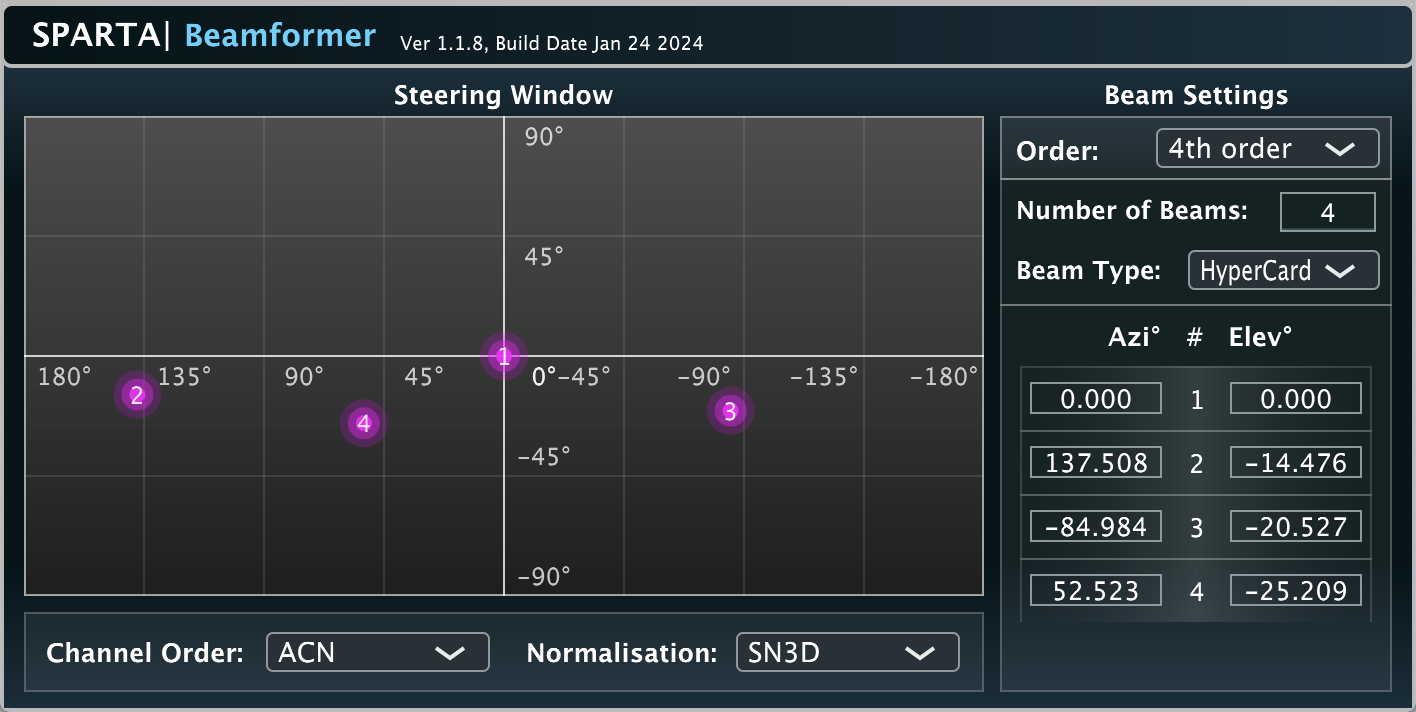 SPARTA| Beamformer Ver 1.1.8, Build Date Jan 24 2024
Steering Window
90°
45°
180° 135° 90° 45° 0° -45° -90° -135° -180°
1
2
3
4
-45°
-90°
Channel Order: ACN
Normalisation: SN3D
Beam Settings
Order: 4th order
Number of Beams: 4
Beam Type: HyperCard
Azi° # Elev°
0.000 1 0.000
137.508 2 -14.476
-84.984 3 -20.527
52.523 4 -25.209